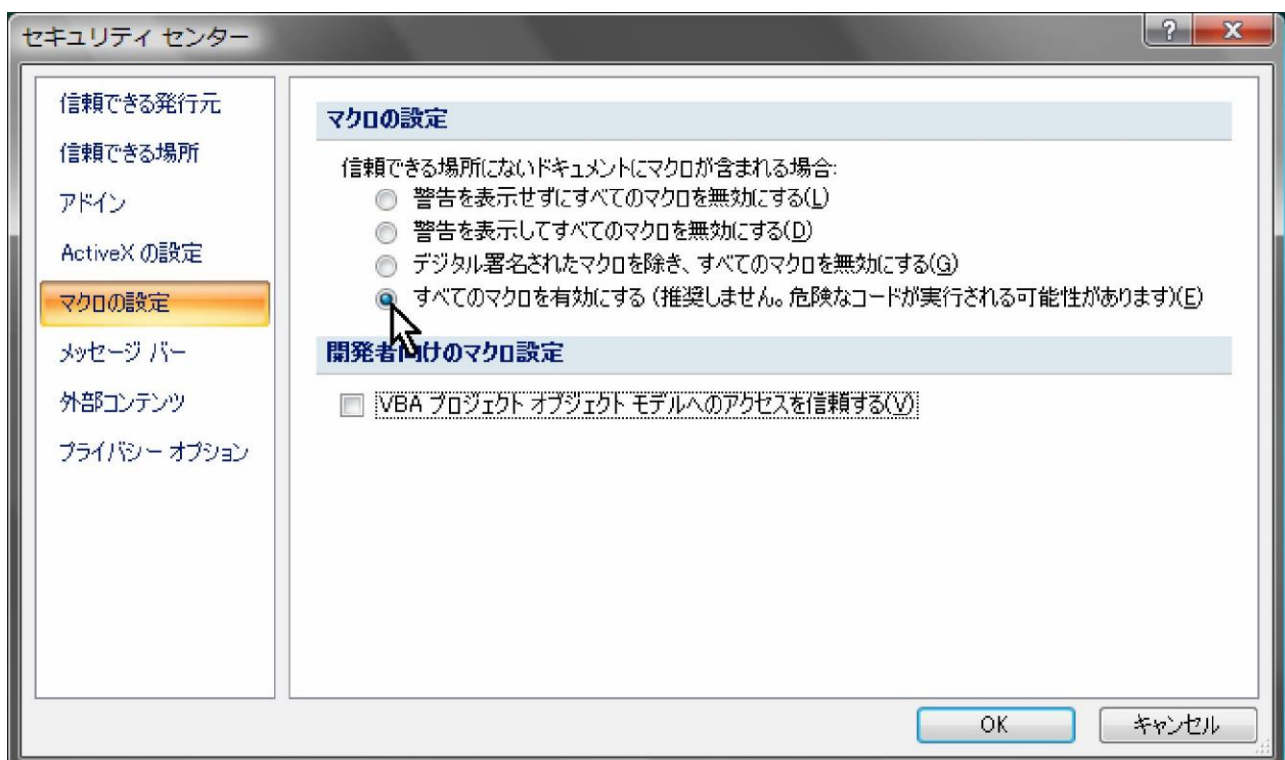 セキュリティ センター
信頼できる発行元
信頼できる場所
アドイン
ActiveX の設定
マクロの設定
メッセージ バー
外部コンテンツ
プライバシー オプション
マクロの設定
信頼できる場所にないドキュメントにマクロが含まれる場合:
警告を表示せずにすべてのマクロを無効にする(L)
警告を表示してすべてのマクロを無効にする(D)
デジタル署名されたマクロを除き、すべてのマクロを無効にする(G)
すべてのマクロを有効にする (推奨しません。危険なコードが実行される可能性があります)(E)
開発者向けのマクロ設定
VBA プロジェクト オブジェクト モデルへのアクセスを信頼する(V)
OK
キャンセル